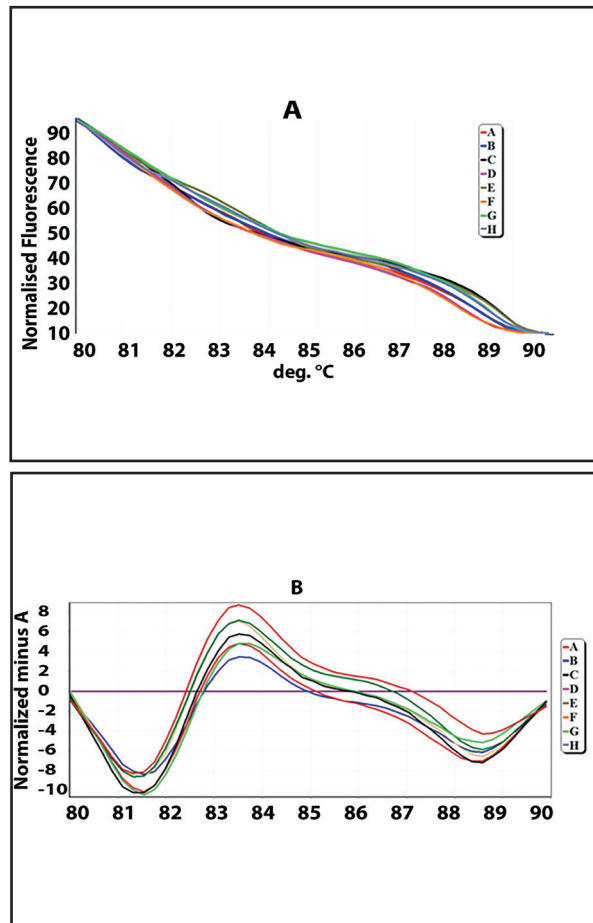 A
Normalised Fluorescence
90
80
70
60
50
40
30
20
10
80 81 82 83 84 85 86 87 88 89 90
deg. °C
A
B
C
D
E
F
G
H
B
Normalized minus A
8
6
4
2
0
-2
-4
-6
-8
-10
80 81 82 83 84 85 86 87 88 89 90
A
B
C
D
E
F
G
H